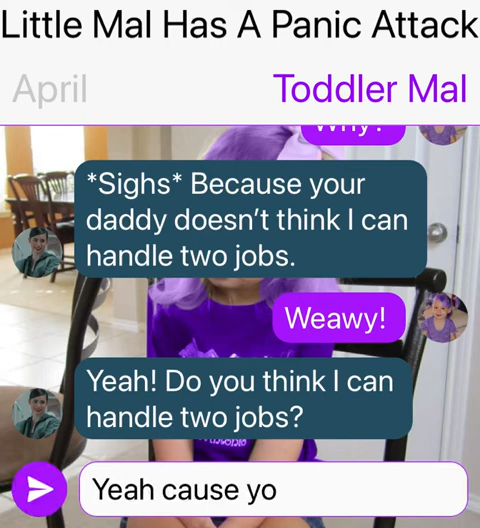 Little Mal Has A Panic Attack
April
Toddler Mal
Why?
*Sighs* Because your
daddy doesn't think I can
handle two jobs.
Weawy!
Yeah! Do you think I can
handle two jobs?
Yeah cause yo